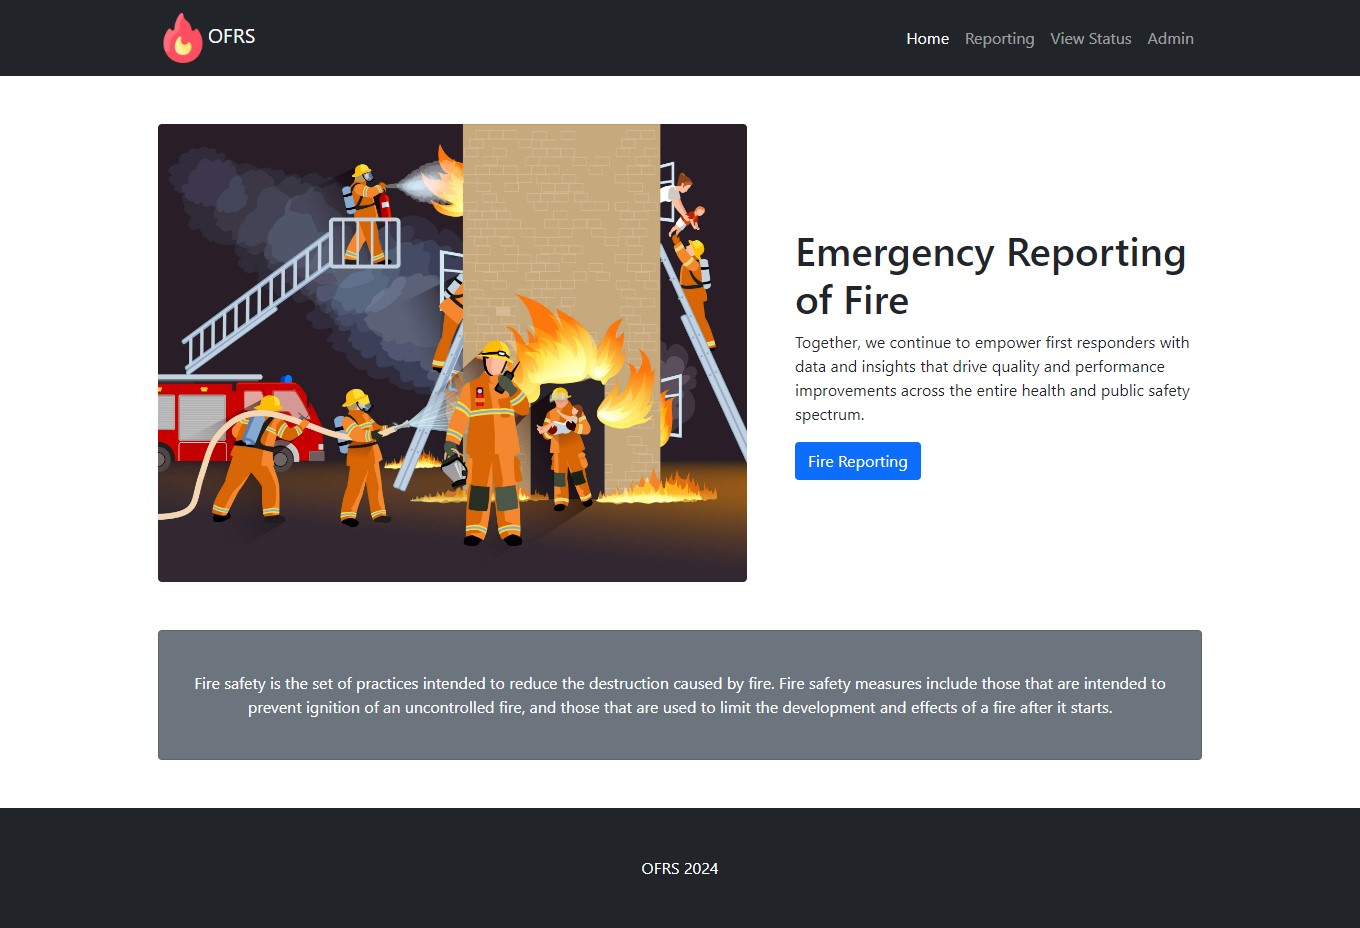 OFRS
Home Reporting View Status Admin
Emergency Reporting
of Fire
Together, we continue to empower first responders with
data and insights that drive quality and performance
improvements across the entire health and public safety
spectrum.
Fire Reporting
Fire safety is the set of practices intended to reduce the destruction caused by fire. Fire safety measures include those that are intended to
prevent ignition of an uncontrolled fire, and those that are used to limit the development and effects of a fire after it starts.
OFRS 2024